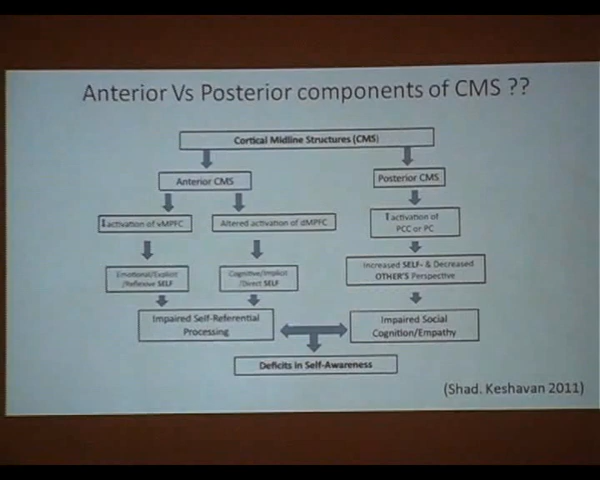 Anterior Vs Posterior components of CMS ??
Cortical Midline Structures (CMS)
Anterior CMS
Posterior CMS
activation of vMPFC
Altered activation of dMPFC
↑activation of
PCC or PC
Emotional/Explicit
/Reflexive SELF
Cognitive/Implicit
/Direct SELF
Increased SELF- & Decreased
OTHER'S Perspective
Impaired Self-Referential
Processing
Impaired Social
Cognition/Empathy
Deficits in Self-Awareness
(Shad. Keshavan 2011)